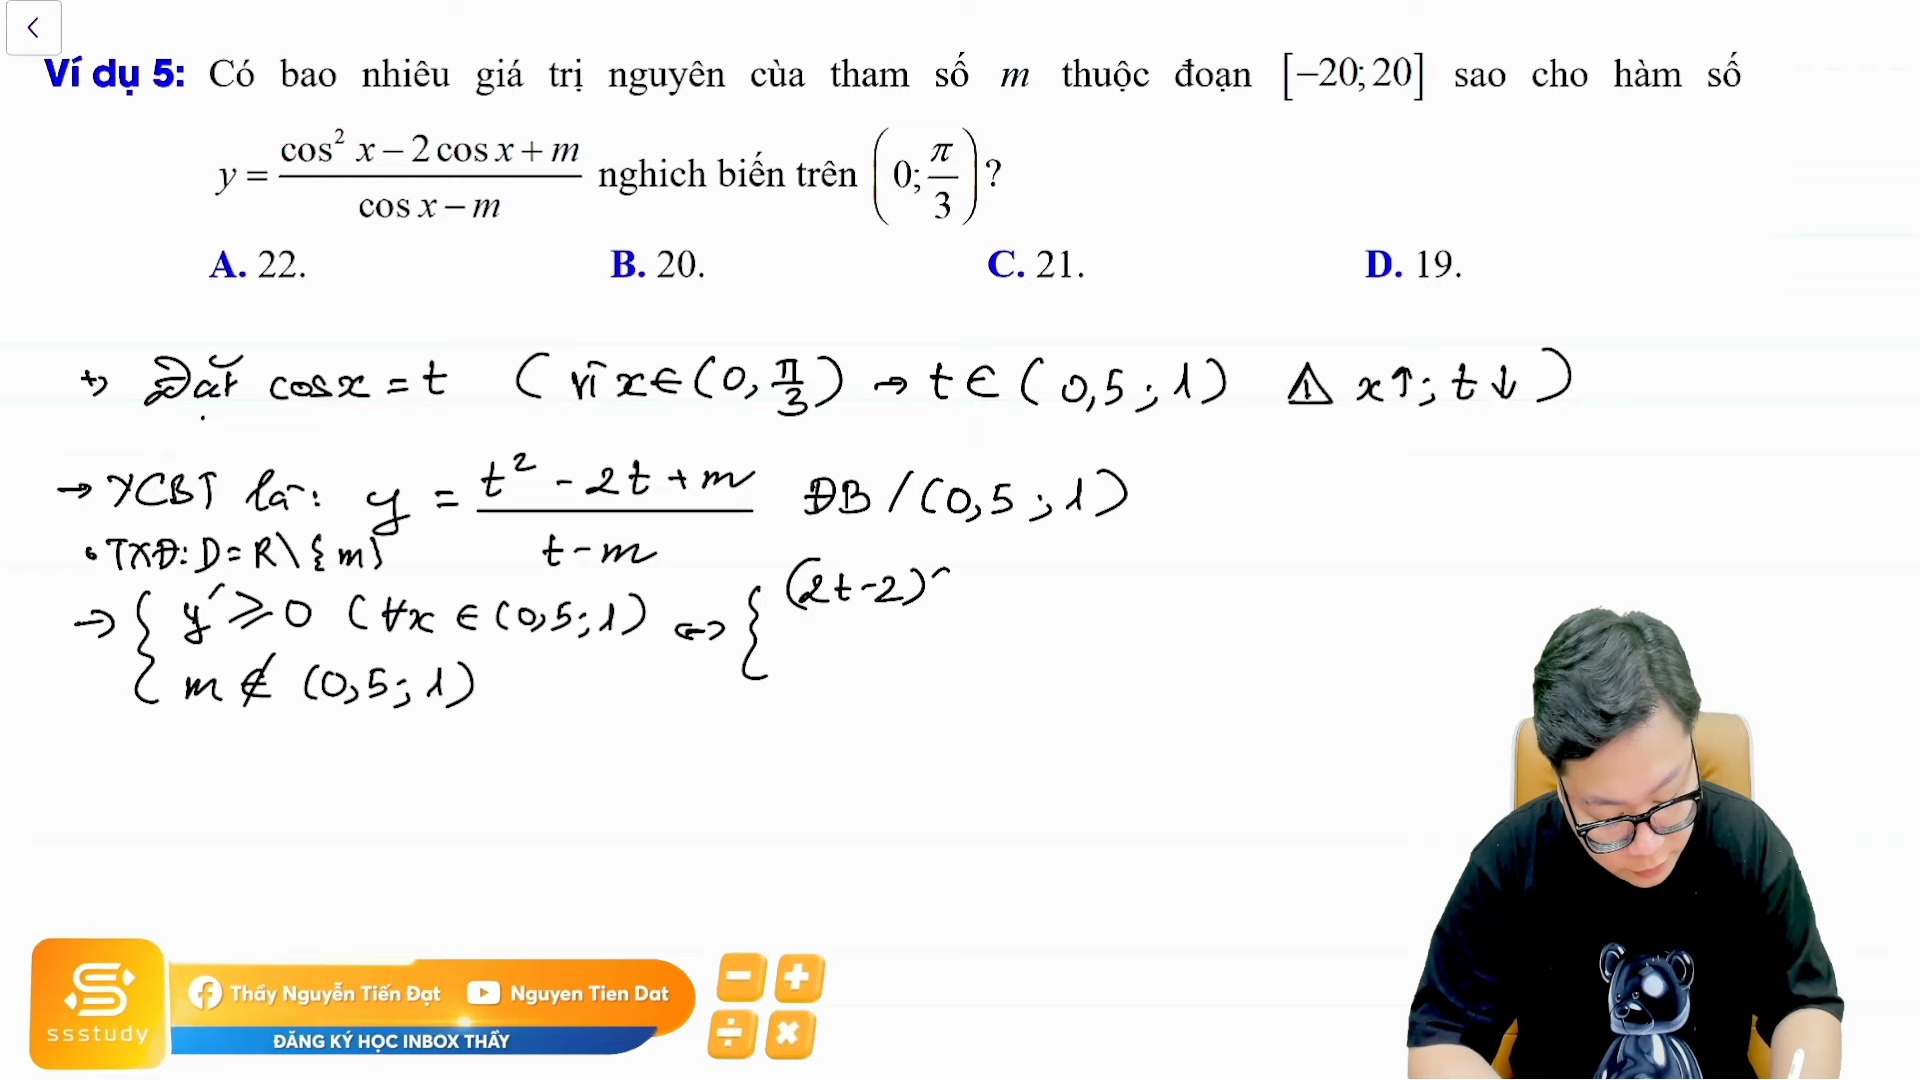 Ví dụ 5: Có bao nhiêu giá trị nguyên của tham số m thuộc đoạn [−20; 20] sao cho hàm số
y = (cos² x − 2 cos x + m)/(cos x − m) nghich biến trên (0; π/3)?
A. 22. B. 20. C. 21. D. 19.
+) Đặt cosx = t ( vì x ∈ (0, π/3) → t ∈ (0,5 ; 1) ⚠ x↑ ; t↓ )
→ YCBT là: y = (t² - 2t + m)/(t - m) ĐB / (0,5 ; 1)
• TXĐ: D = R \ {m}
→ { y' ⩾ 0 (∀x ∈ (0,5; 1) ⇔ { (2t-2)
{ m ∉ (0,5; 1)
ssstudy
Thầy Nguyễn Tiến Đạt Nguyen Tien Dat
ĐĂNG KÝ HỌC INBOX THẦY
− +
÷ ×